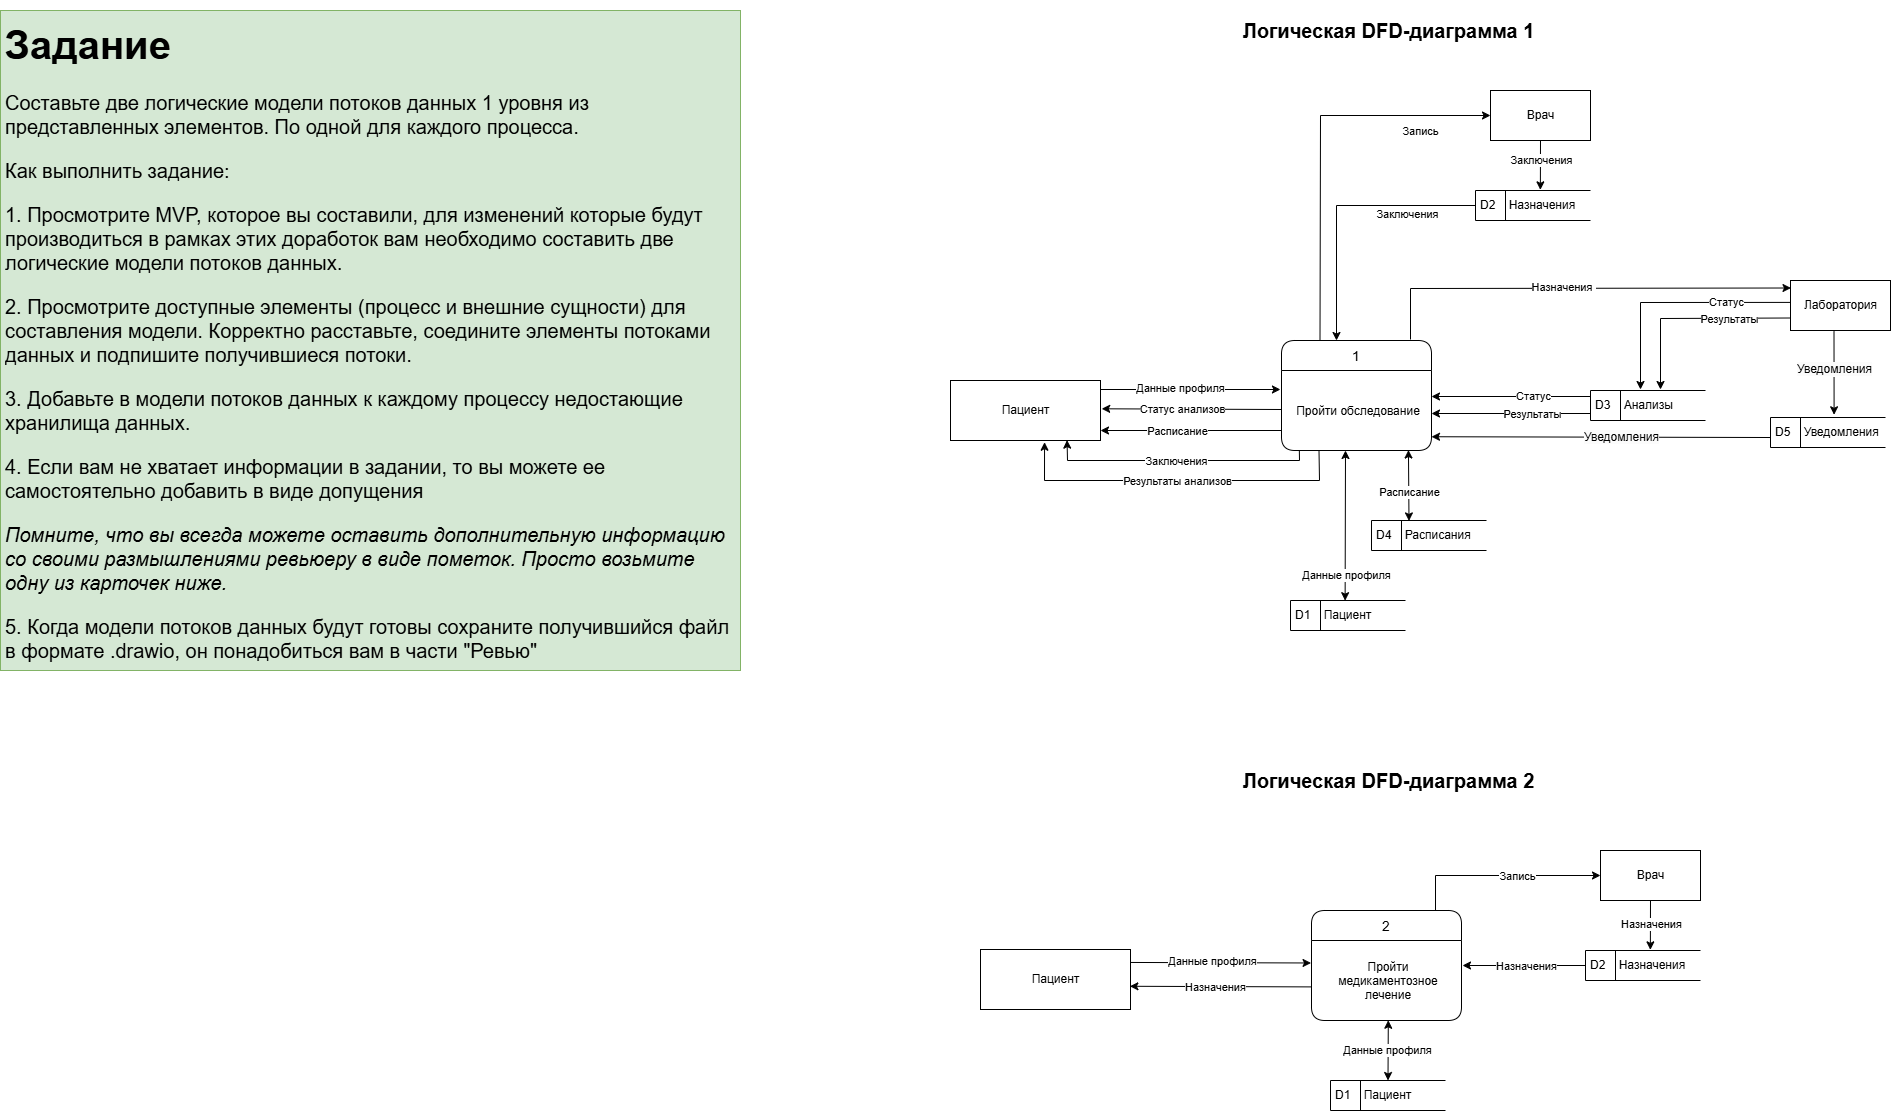 Задание
Составьте две логические модели потоков данных 1 уровня из
представленных элементов. По одной для каждого процесса.
Как выполнить задание:
1. Просмотрите MVP, которое вы составили, для изменений которые будут
производиться в рамках этих доработок вам необходимо составить две
логические модели потоков данных.
2. Просмотрите доступные элементы (процесс и внешние сущности) для
составления модели. Корректно расставьте, соедините элементы потоками
данных и подпишите получившиеся потоки.
3. Добавьте в модели потоков данных к каждому процессу недостающие
хранилища данных.
4. Если вам не хватает информации в задании, то вы можете ее
самостоятельно добавить в виде допущения
Помните, что вы всегда можете оставить дополнительную информацию
со своими размышлениями ревьюеру в виде пометок. Просто возьмите
одну из карточек ниже.
5. Когда модели потоков данных будут готовы сохраните получившийся файл
в формате .drawio, он понадобиться вам в части "Ревью"
Логическая DFD-диаграмма 1
Врач
Запись
Заключения
D2 Назначения
Заключения
Назначения
Лаборатория
Статус
Результаты
Уведомления
1
Пройти обследование
Пациент
Данные профиля
Статус анализов
Расписание
Заключения
Результаты анализов
Статус
Результаты
D3 Анализы
Уведомления
D5 Уведомления
Расписание
D4 Расписания
Данные профиля
D1 Пациент
Логическая DFD-диаграмма 2
Запись
Врач
Назначения
2
Пройти
медикаментозное
лечение
Пациент
Данные профиля
Назначения
Назначения
D2 Назначения
Данные профиля
D1 Пациент